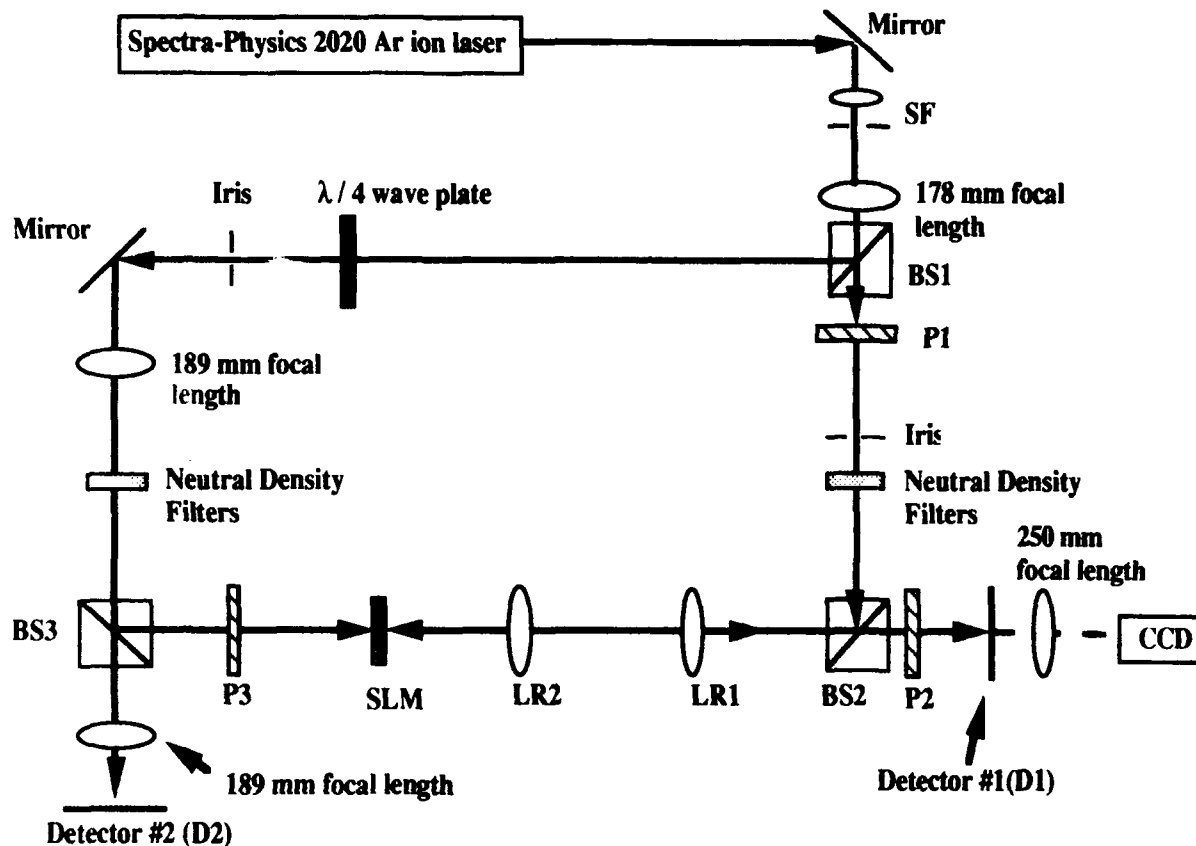 Spectra-Physics 2020 Ar ion laser
Mirror
SF
178 mm focal
length
BS1
P1
Iris
λ / 4 wave plate
Mirror
189 mm focal
length
Neutral Density
Filters
Iris
Neutral Density
Filters
250 mm
focal length
BS3
P3
SLM
LR2
LR1
BS2
P2
CCD
189 mm focal length
Detector #1(D1)
Detector #2 (D2)